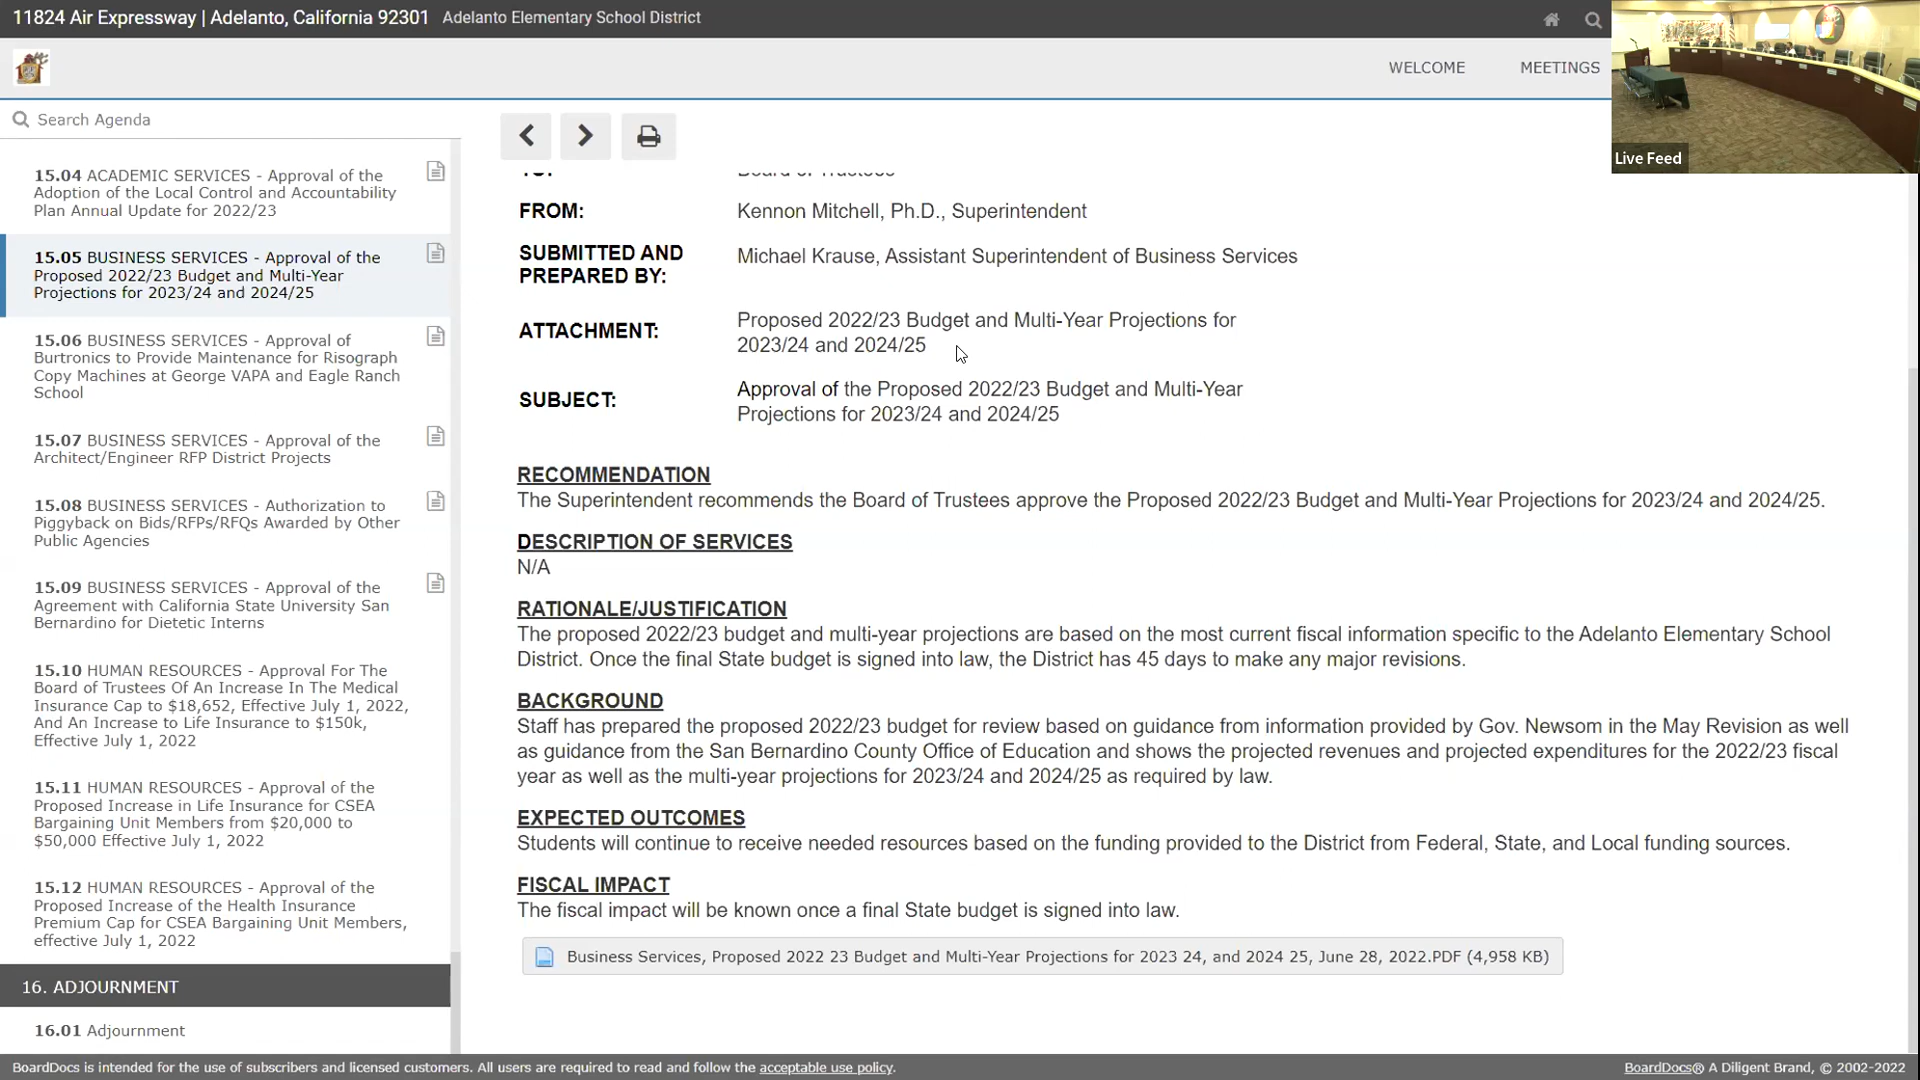 11824 Air Expressway | Adelanto, California 92301 Adelanto Elementary School District
WELCOME MEETINGS
Live Feed
Search Agenda
15.04 ACADEMIC SERVICES - Approval of the
Adoption of the Local Control and Accountability
Plan Annual Update for 2022/23
15.05 BUSINESS SERVICES - Approval of the
Proposed 2022/23 Budget and Multi-Year
Projections for 2023/24 and 2024/25
15.06 BUSINESS SERVICES - Approval of
Burtronics to Provide Maintenance for Risograph
Copy Machines at George VAPA and Eagle Ranch
School
15.07 BUSINESS SERVICES - Approval of the
Architect/Engineer RFP District Projects
15.08 BUSINESS SERVICES - Authorization to
Piggyback on Bids/RFPs/RFQs Awarded by Other
Public Agencies
15.09 BUSINESS SERVICES - Approval of the
Agreement with California State University San
Bernardino for Dietetic Interns
15.10 HUMAN RESOURCES - Approval For The
Board of Trustees Of An Increase In The Medical
Insurance Cap to $18,652, Effective July 1, 2022,
And An Increase to Life Insurance to $150k,
Effective July 1, 2022
15.11 HUMAN RESOURCES - Approval of the
Proposed Increase in Life Insurance for CSEA
Bargaining Unit Members from $20,000 to
$50,000 Effective July 1, 2022
15.12 HUMAN RESOURCES - Approval of the
Proposed Increase of the Health Insurance
Premium Cap for CSEA Bargaining Unit Members,
effective July 1, 2022
16. ADJOURNMENT
16.01 Adjournment
TO: Board of Trustees
FROM: Kennon Mitchell, Ph.D., Superintendent
SUBMITTED AND
PREPARED BY: Michael Krause, Assistant Superintendent of Business Services
ATTACHMENT: Proposed 2022/23 Budget and Multi-Year Projections for
2023/24 and 2024/25
SUBJECT: Approval of the Proposed 2022/23 Budget and Multi-Year
Projections for 2023/24 and 2024/25
RECOMMENDATION
The Superintendent recommends the Board of Trustees approve the Proposed 2022/23 Budget and Multi-Year Projections for 2023/24 and 2024/25.
DESCRIPTION OF SERVICES
N/A
RATIONALE/JUSTIFICATION
The proposed 2022/23 budget and multi-year projections are based on the most current fiscal information specific to the Adelanto Elementary School
District. Once the final State budget is signed into law, the District has 45 days to make any major revisions.
BACKGROUND
Staff has prepared the proposed 2022/23 budget for review based on guidance from information provided by Gov. Newsom in the May Revision as well
as guidance from the San Bernardino County Office of Education and shows the projected revenues and projected expenditures for the 2022/23 fiscal
year as well as the multi-year projections for 2023/24 and 2024/25 as required by law.
EXPECTED OUTCOMES
Students will continue to receive needed resources based on the funding provided to the District from Federal, State, and Local funding sources.
FISCAL IMPACT
The fiscal impact will be known once a final State budget is signed into law.
Business Services, Proposed 2022 23 Budget and Multi-Year Projections for 2023 24, and 2024 25, June 28, 2022.PDF (4,958 KB)
BoardDocs is intended for the use of subscribers and licensed customers. All users are required to read and follow the acceptable use policy.
BoardDocs® A Diligent Brand, © 2002-2022